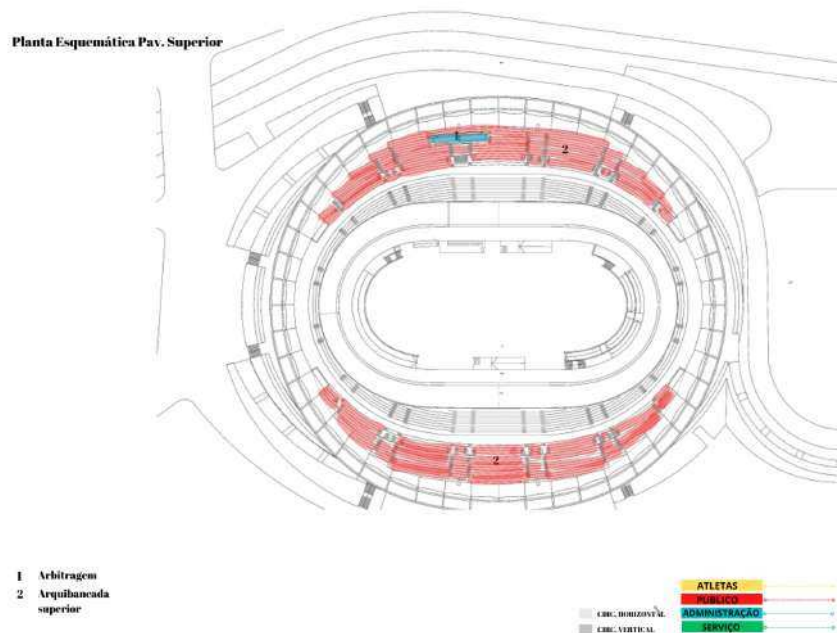 Planta Esquemática Pav. Superior
1
2
2
1 Arbitragem
2 Arquibancada
superior
CIRC. HORIZONTAL
CIRC. VERTICAL
ATLETAS
PÚBLICO
ADMINISTRAÇÃO
SERVIÇO